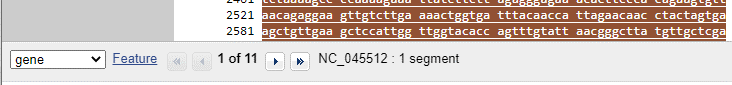 2521 aacagaggaa gttgtcttga aaactggtga tttacaacca ttagaacaac ctactagtga
2581 agctgttgaa gctccattgg ttggtacacc agtttgtatt aacgggctta tgttgctcga
gene Feature 1 of 11 NC_045512 : 1 segment